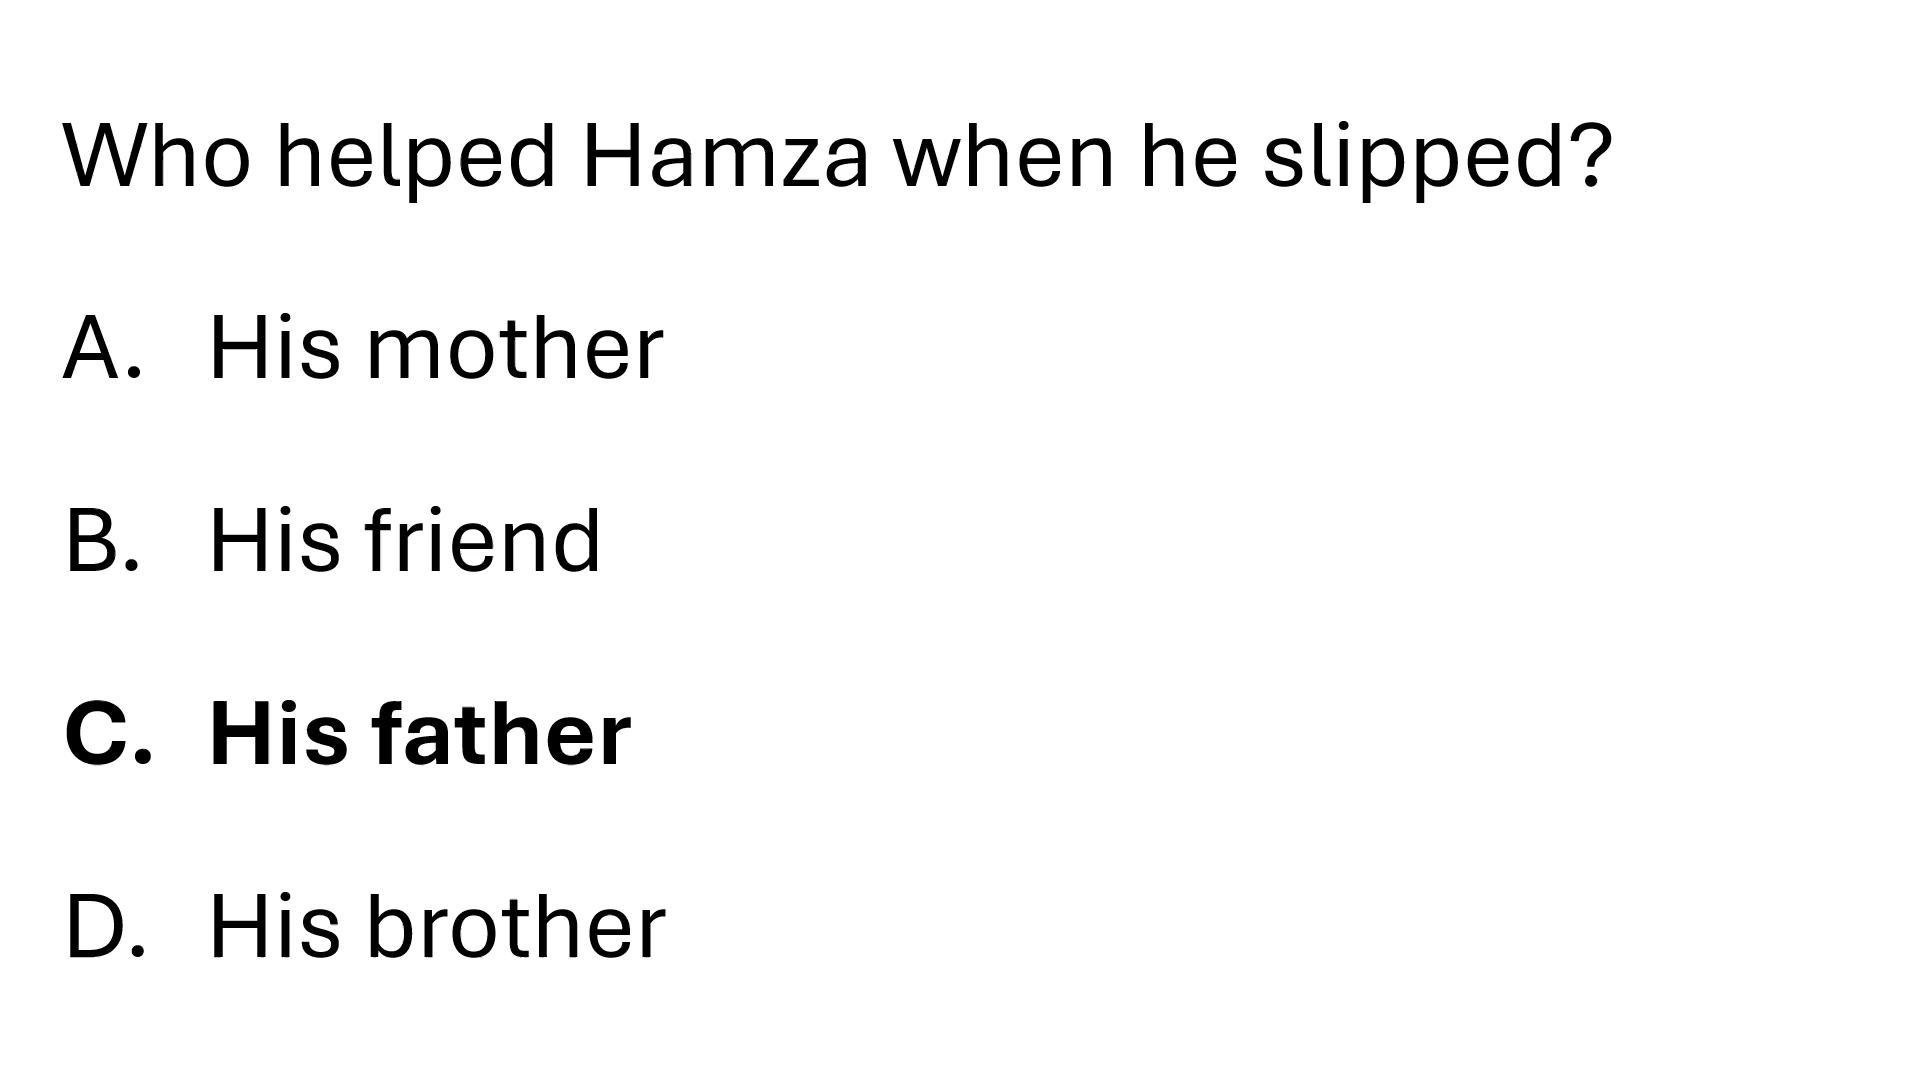 Who helped Hamza when he slipped?
A. His mother
B. His friend
C. His father
D. His brother